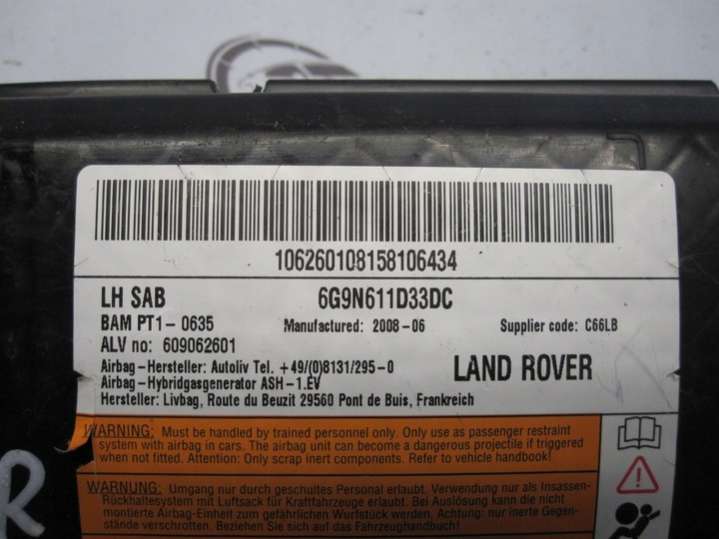 106260108158106434
LH SAB 6G9N611D33DC
BAM PT1-0635 Manufactured: 2008-06 Supplier code: C66LB
ALV no: 609062601
Airbag-Hersteller: Autoliv Tel. +49/(0)8131/295-0 LAND ROVER
Airbag-Hybridgasgenerator ASH-1.EV
Hersteller: Livbag, Route du Beuzit 29560 Pont de Buis, Frankreich
WARNING: Must be handled by trained personnel only. Only use as passenger restraint
system with airbag in cars. The airbag unit can become a dangerous projectile if triggered
when not fitted. Attention: Only scrap inert components. Refer to vehicle handbook!
WARNUNG: Umgang nur durch geschultes Personal erlaubt. Verwendung nur als Insassen-
Rückhaltesystem mit Luftsack für Kraftfahrzeuge erlaubt. Bei Auslösung kann die nicht
montierte Airbag-Einheit zum Wurfgeschoss werden. Achtung: nur inerte Gegen-
stände verschrotten. Beziehen Sie sich auf das Fahrzeughandbuch!
R